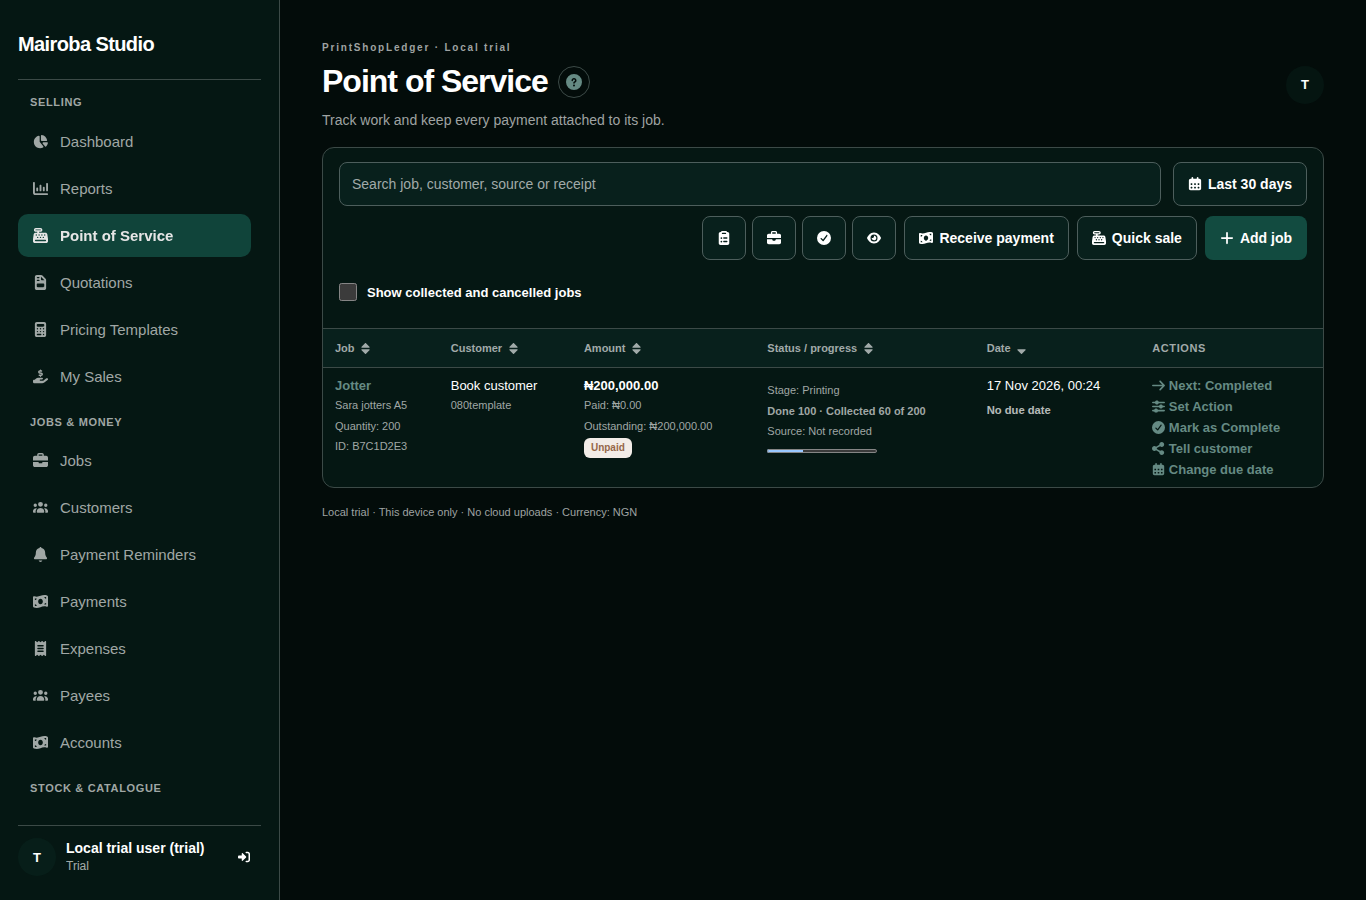 Mairoba Studio
SELLING
Dashboard
Reports
Point of Service
Quotations
Pricing Templates
My Sales
JOBS & MONEY
Jobs
Customers
Payment Reminders
Payments
Expenses
Payees
Accounts
STOCK & CATALOGUE
T
Local trial user (trial)
Trial
PrintShopLedger · Local trial
Point of Service
?
T
Track work and keep every payment attached to its job.
Search job, customer, source or receipt
Last 30 days
Receive payment
Quick sale
Add job
Show collected and cancelled jobs
Job Customer Amount Status / progress Date ACTIONS
Jotter
Sara jotters A5
Quantity: 200
ID: B7C1D2E3
Book customer
080template
₦200,000.00
Paid: ₦0.00
Outstanding: ₦200,000.00
Unpaid
Stage: Printing
Done 100 · Collected 60 of 200
Source: Not recorded
17 Nov 2026, 00:24
No due date
Next: Completed
Set Action
Mark as Complete
Tell customer
Change due date
Local trial · This device only · No cloud uploads · Currency: NGN